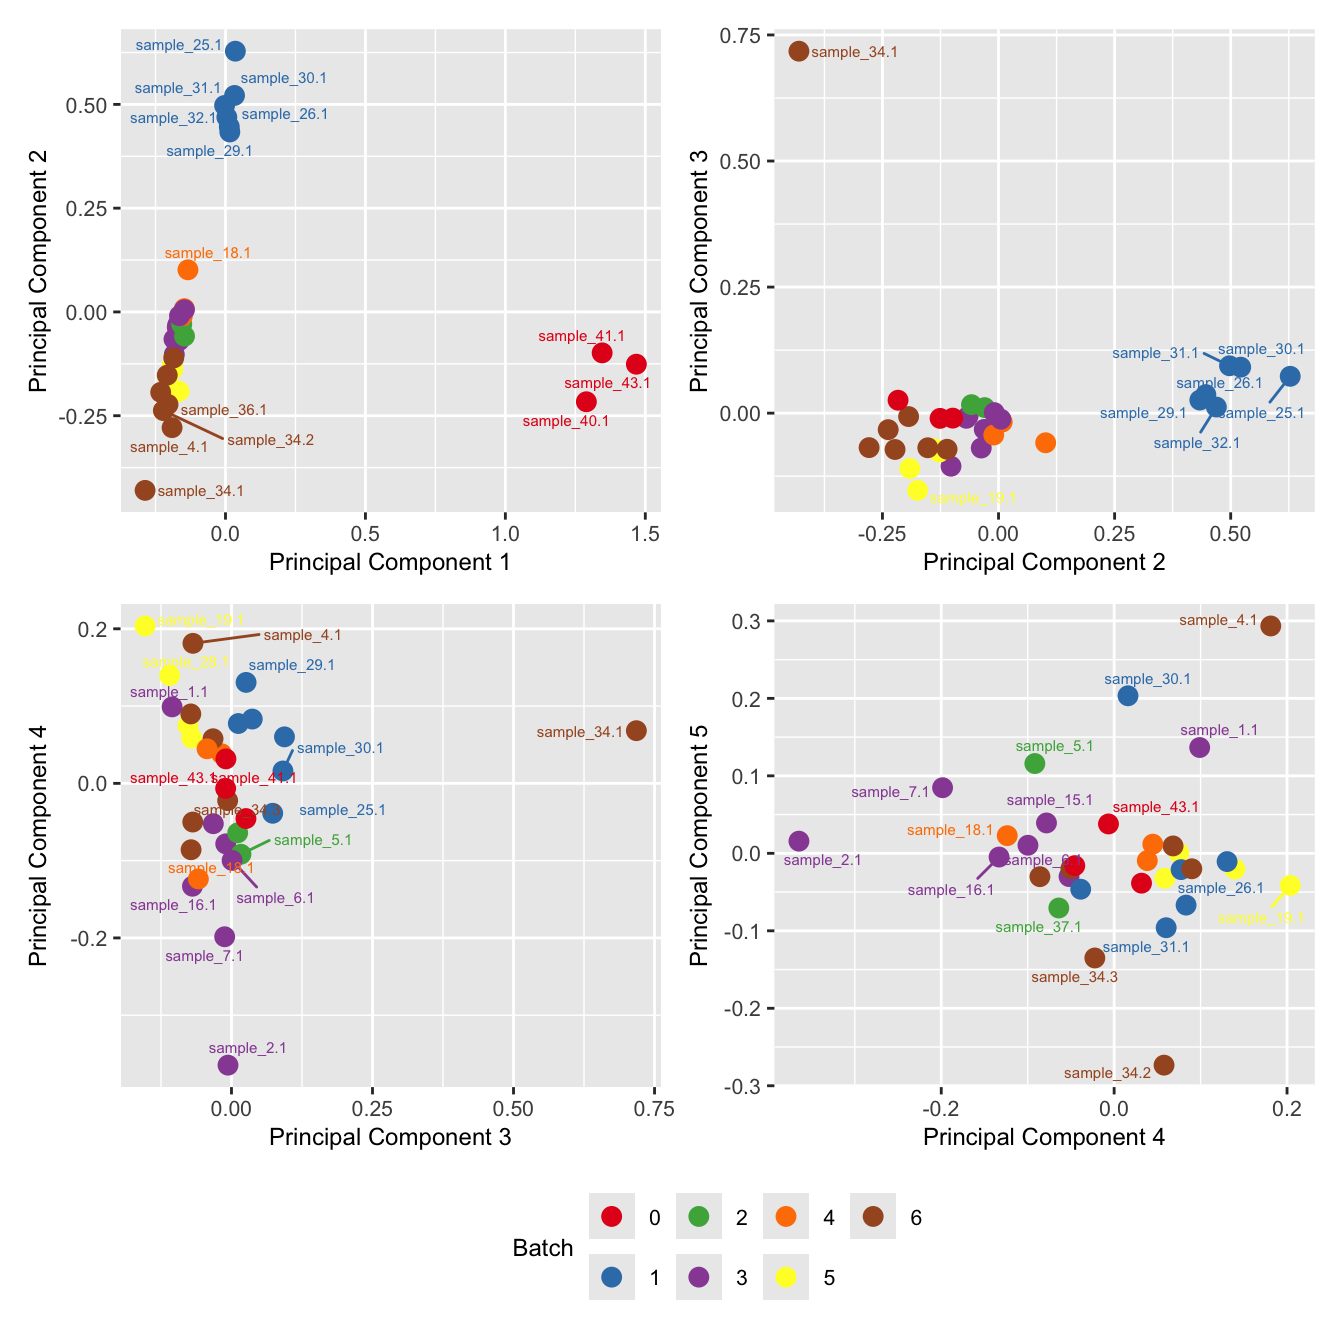 sample_25.1
sample_30.1
sample_31.1
sample_32.1
sample_26.1
sample_29.1
sample_18.1
sample_41.1
sample_43.1
sample_40.1
sample_36.1
sample_34.2
sample_4.1
sample_34.1
0.50
0.25
0.00
-0.25
Principal Component 2
0.0
0.5
1.0
1.5
Principal Component 1
sample_34.1
sample_31.1
sample_30.1
sample_26.1
sample_29.1
sample_25.1
sample_32.1
sample_19.1
0.75
0.50
0.25
0.00
Principal Component 3
-0.25
0.00
0.25
0.50
Principal Component 2
sample_19.1
sample_4.1
sample_28.1
sample_29.1
sample_1.1
sample_34.1
sample_30.1
sample_43.1
sample_41.1
sample_34.3
sample_25.1
sample_5.1
sample_18.1
sample_6.1
sample_16.1
sample_7.1
sample_2.1
0.2
0.0
-0.2
Principal Component 4
0.00
0.25
0.50
0.75
Principal Component 3
sample_4.1
sample_30.1
sample_1.1
sample_5.1
sample_7.1
sample_15.1
sample_43.1
sample_18.1
sample_2.1
sample_6.1
sample_16.1
sample_26.1
sample_19.1
sample_37.1
sample_31.1
sample_34.3
sample_34.2
0.3
0.2
0.1
0.0
-0.1
-0.2
-0.3
Principal Component 5
-0.2
0.0
0.2
Principal Component 4
Batch
0
2
4
6
1
3
5